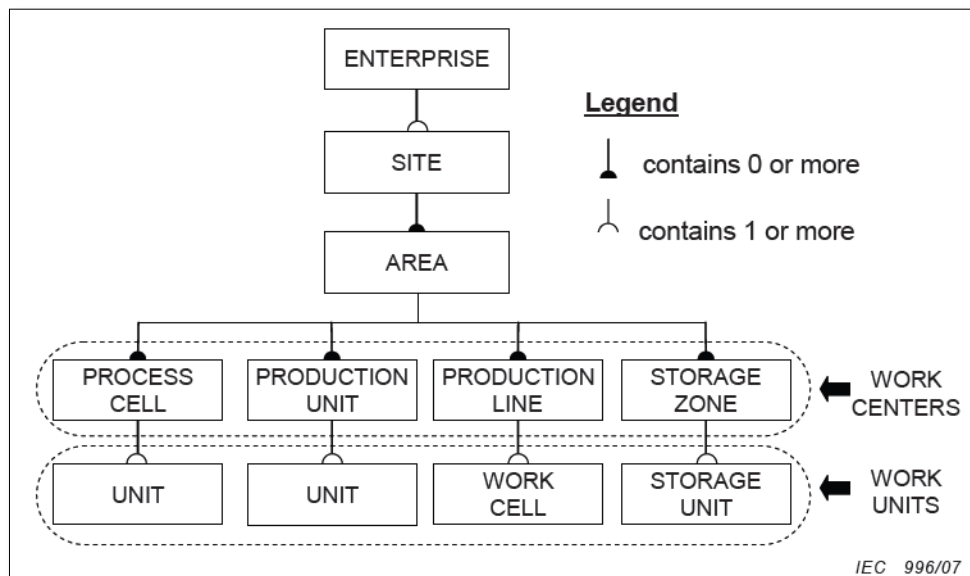 ENTERPRISE
Legend
SITE
contains 0 or more
contains 1 or more
AREA
PROCESS
CELL
PRODUCTION
UNIT
PRODUCTION
LINE
STORAGE
ZONE
WORK
CENTERS
UNIT
UNIT
WORK
CELL
STORAGE
UNIT
WORK
UNITS
IEC 996/07